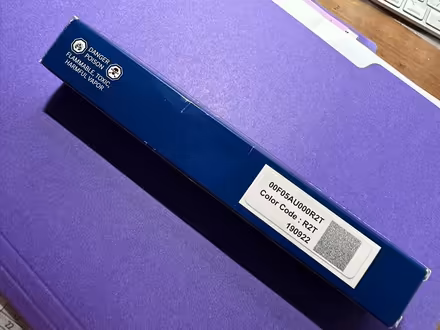 DANGER
POISON
FLAMMABLE, TOXIC,
HARMFUL VAPOR
00F05AU000R2T
Color Code : R2T
190922